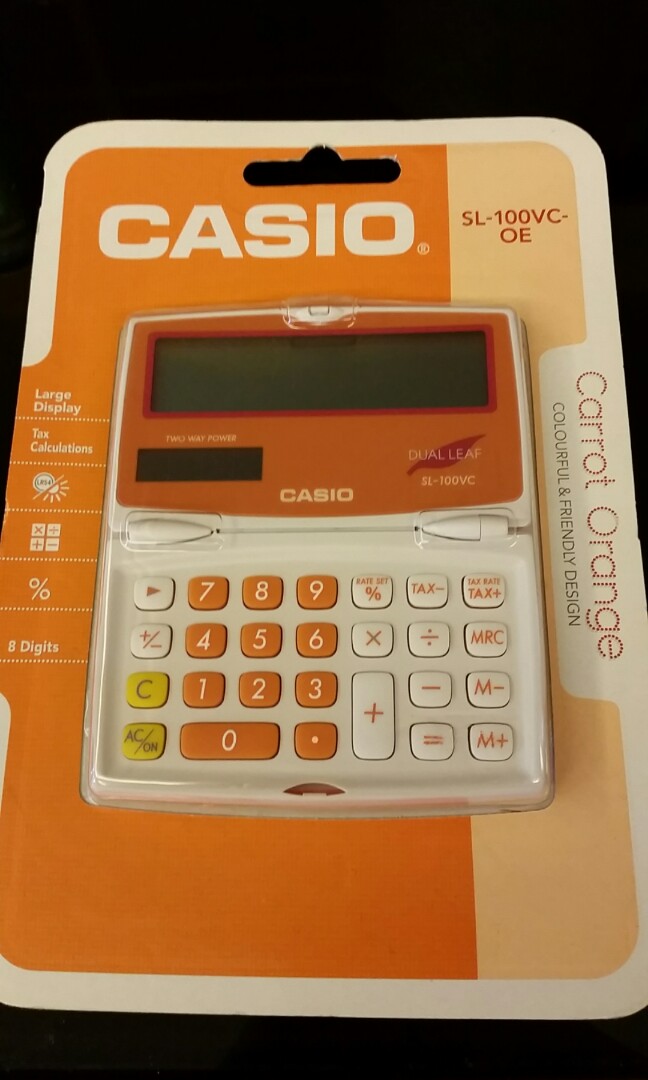 CASIO®
SL-100VC-
OE
Large
Display
Tax
Calculations
LR54
×÷
+−
%
8 Digits
Carrot Orange
COLOURFUL & FRIENDLY DESIGN
TWO WAY POWER
DUAL LEAF
SL-100VC
CASIO
RATE SET
TAX RATE
▶ 7 8 9 % TAX− TAX+
+/− 4 5 6 × ÷ MRC
C 1 2 3 + − M−
AC/ON 0 · = M+